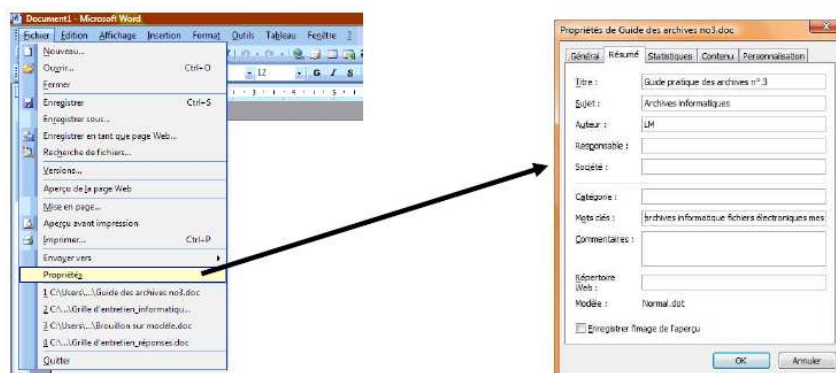 Document1 - Microsoft Word
Fichier Edition Affichage Insertion Format Outils Tableau Fenêtre ?
Nouveau...
Ouvrir... Ctrl+O
Fermer
12 G I S
Enregistrer Ctrl+S
Enregistrer sous...
Enregistrer en tant que page Web...
Recherche de fichiers...
Versions...
Aperçu de la page Web
Mise en page...
Aperçu avant impression
Imprimer... Ctrl+P
Envoyer vers
Propriétés
1 C:\Users\...\Guide des archives no3.doc
2 C:\...\Grille d'entretien_informatiqu...
3 C:\Users\...\Brouillon sur modèle.doc
4 C:\...\Grille d'entretien_réponses.doc
Quitter
Propriétés de Guide des archives no3.doc
Général Résumé Statistiques Contenu Personnalisation
Titre : Guide pratique des archives n° 3
Sujet : Archives informatiques
Auteur : LM
Responsable :
Société :
Catégorie :
Mots clés : archives informatique fichiers électroniques mes
Commentaires :
Répertoire
Web :
Modèle : Normal.dot
Enregistrer l'image de l'aperçu
OK Annuler